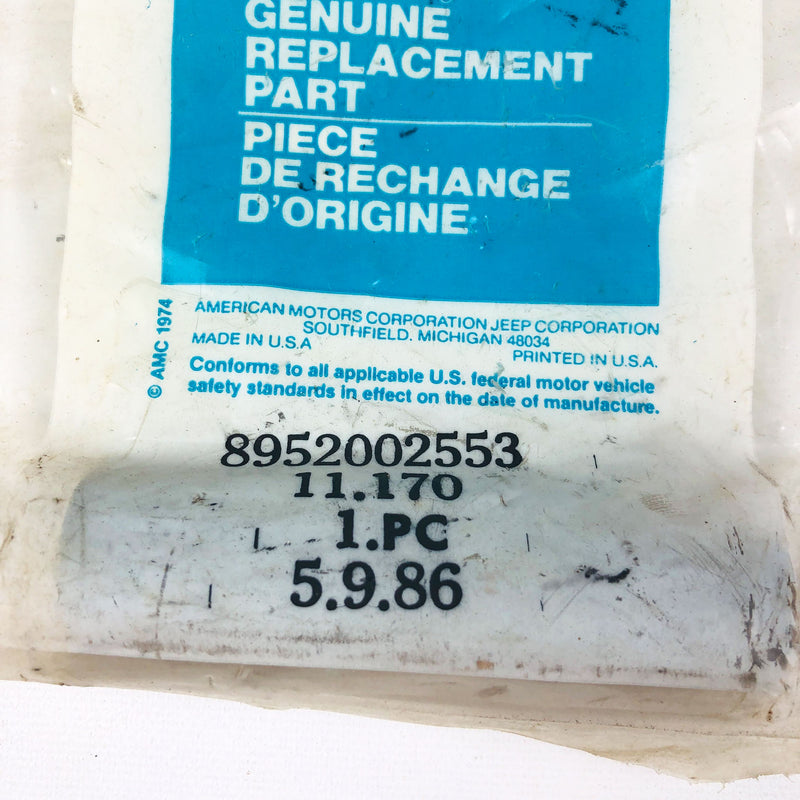 GENUINE
REPLACEMENT
PART
PIECE
DE RECHANGE
D'ORIGINE
© AMC 1974
AMERICAN MOTORS CORPORATION JEEP CORPORATION
SOUTHFIELD, MICHIGAN 48034
MADE IN U.S.A
PRINTED IN U.S.A.
Conforms to all applicable U.S. federal motor vehicle
safety standards in effect on the date of manufacture.
8952002553
11.170
1.PC
5.9.86